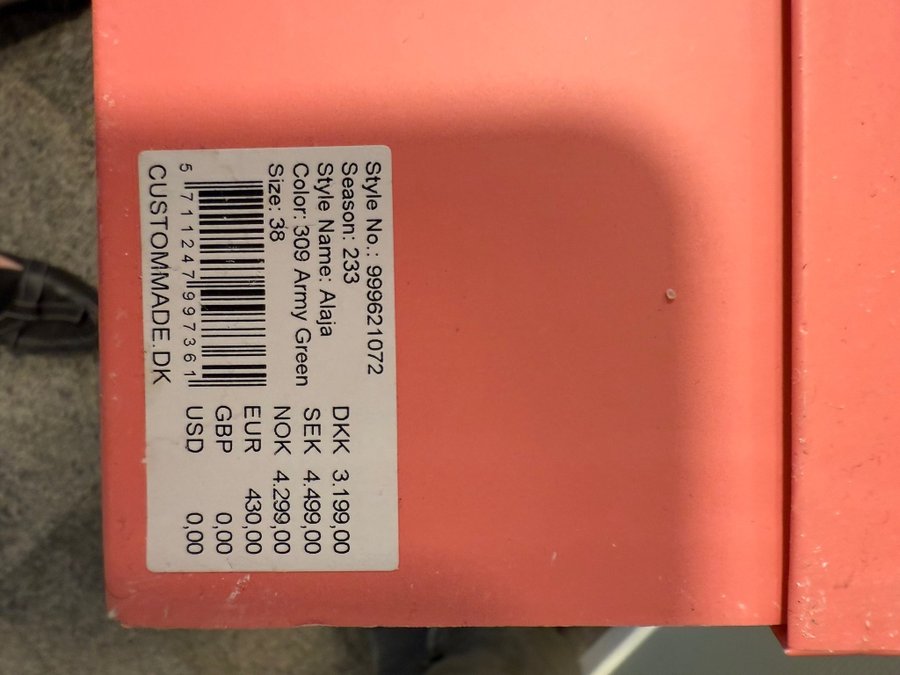 Style No.: 999621072
Season: 233
Style Name: Alaja
Color: 309 Army Green
Size: 38
5 711247 997361
CUSTOMMADE.DK
DKK 3.199,00
SEK 4.499,00
NOK 4.299,00
EUR 430,00
GBP 0,00
USD 0,00